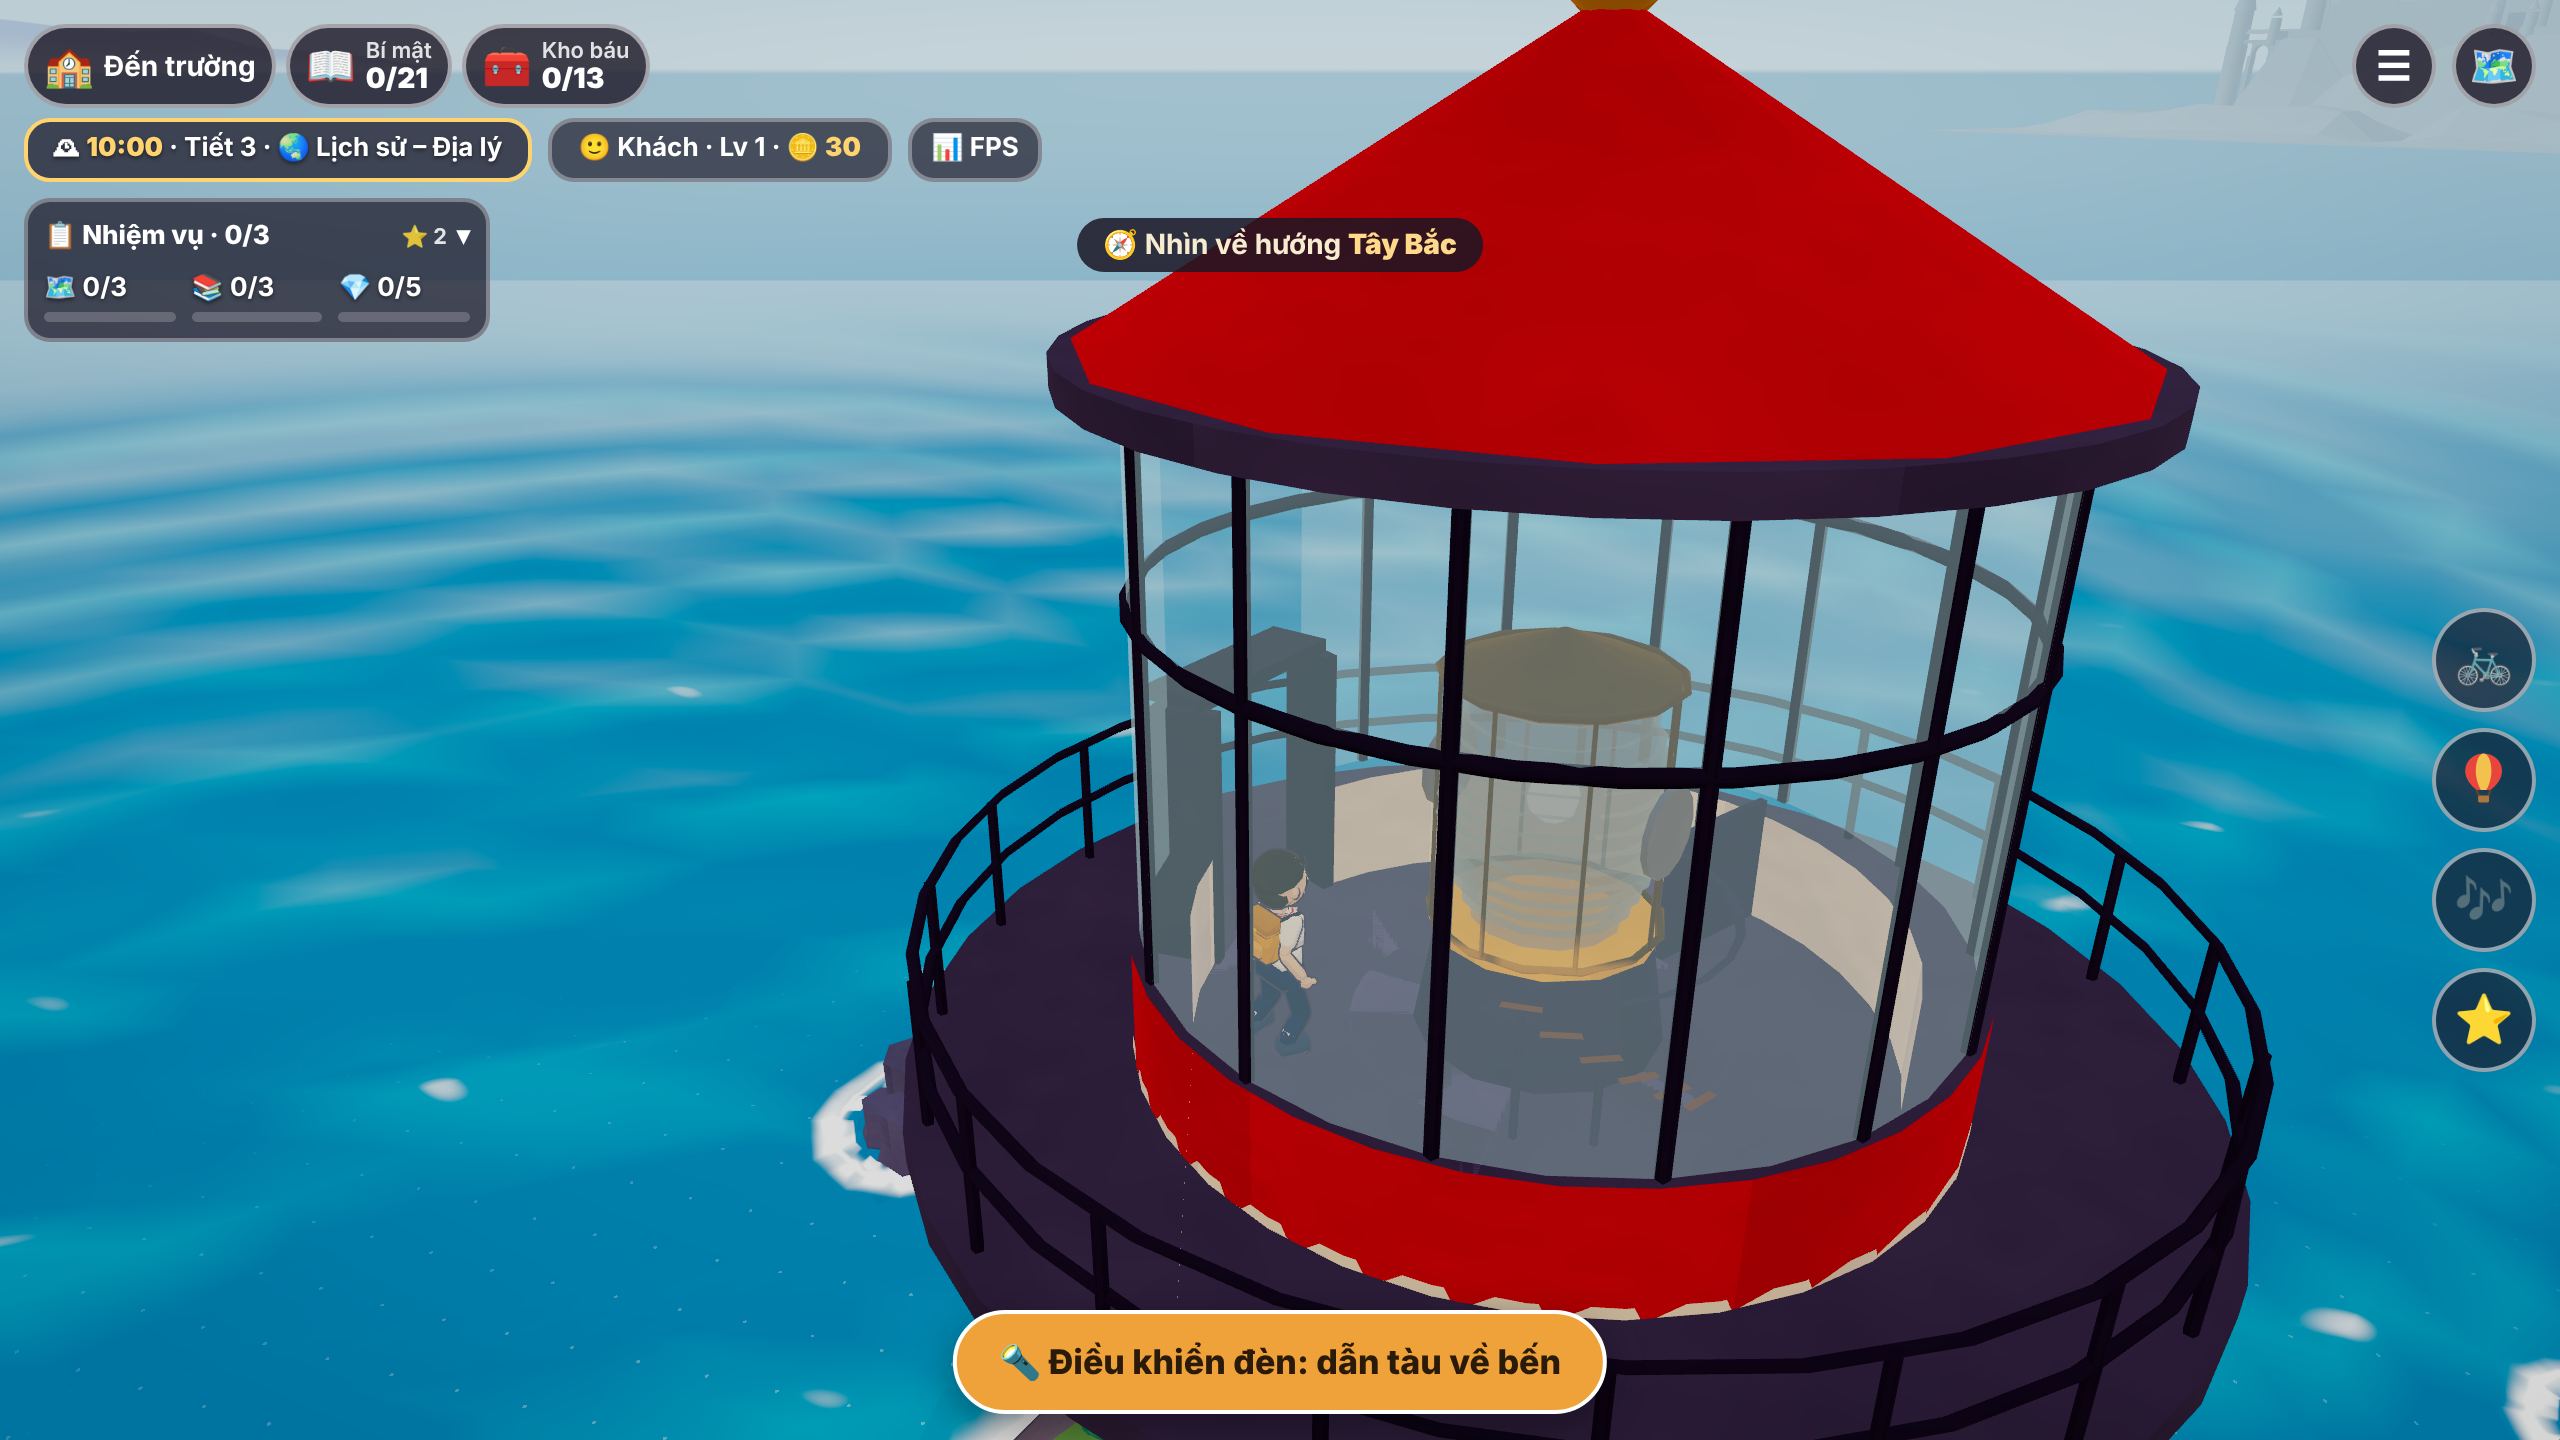 Đến trường
Bí mật
0/21
Kho báu
0/13
10:00 · Tiết 3 · Lịch sử – Địa lý
Khách · Lv 1 · 30
FPS
Nhiệm vụ · 0/3
2 ▼
0/3
0/3
0/5
Nhìn về hướng Tây Bắc
Điều khiển đèn: dẫn tàu về bến